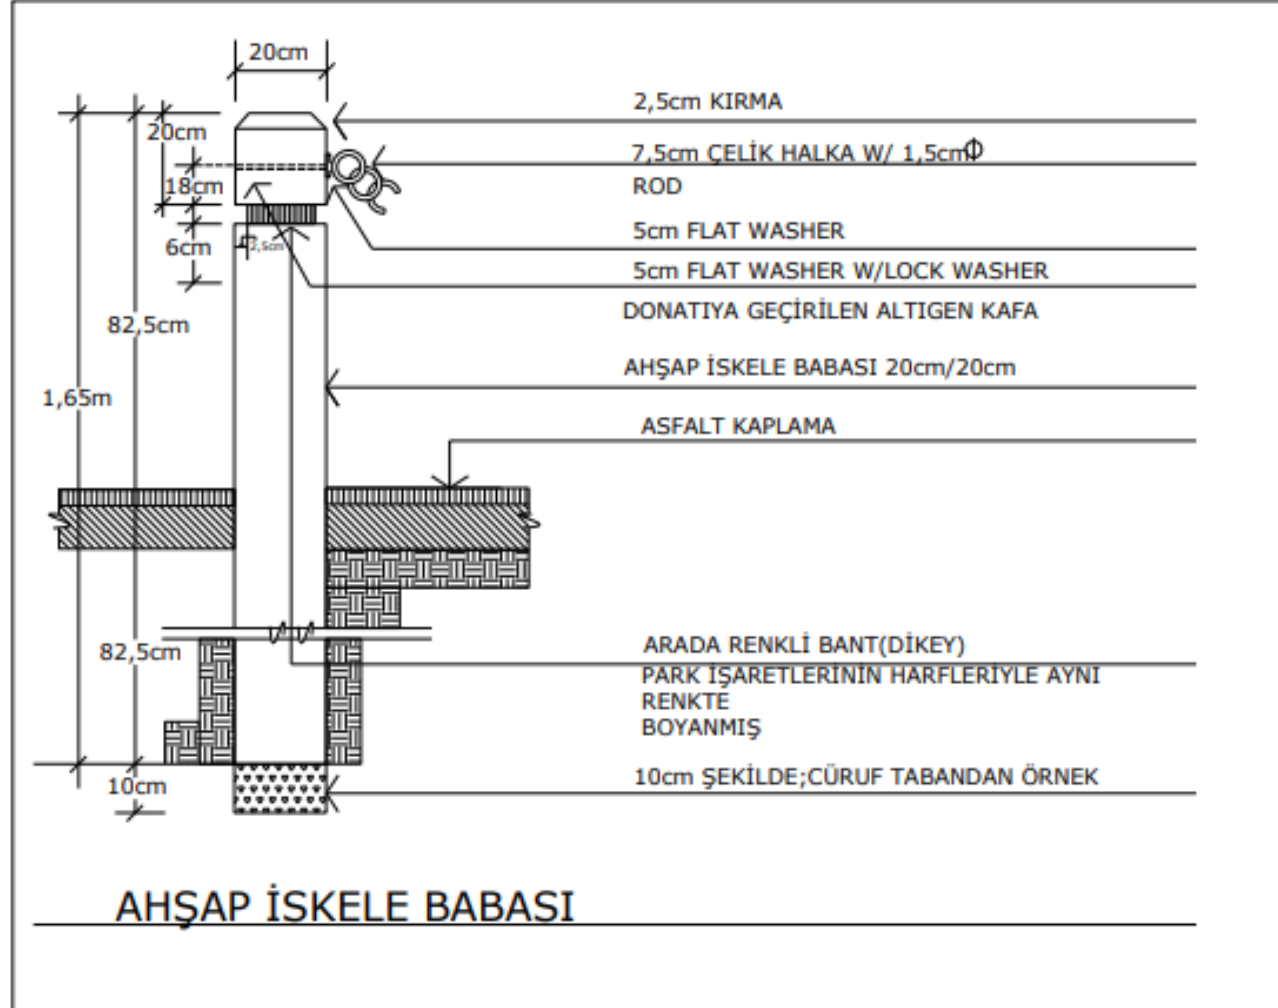 20cm
2,5cm KIRMA
20cm
7,5cm ÇELİK HALKA W/ 1,5cmΦ
ROD
18cm
5cm FLAT WASHER
6cm
2,5cm
5cm FLAT WASHER W/LOCK WASHER
DONATIYA GEÇİRİLEN ALTIGEN KAFA
82,5cm
AHŞAP İSKELE BABASI 20cm/20cm
1,65m
ASFALT KAPLAMA
82,5cm
ARADA RENKLİ BANT(DİKEY)
PARK İŞARETLERİNİN HARFLERİYLE AYNI
RENKTE
BOYANMIŞ
10cm
10cm ŞEKİLDE;CÜRUF TABANDAN ÖRNEK
AHŞAP İSKELE BABASI